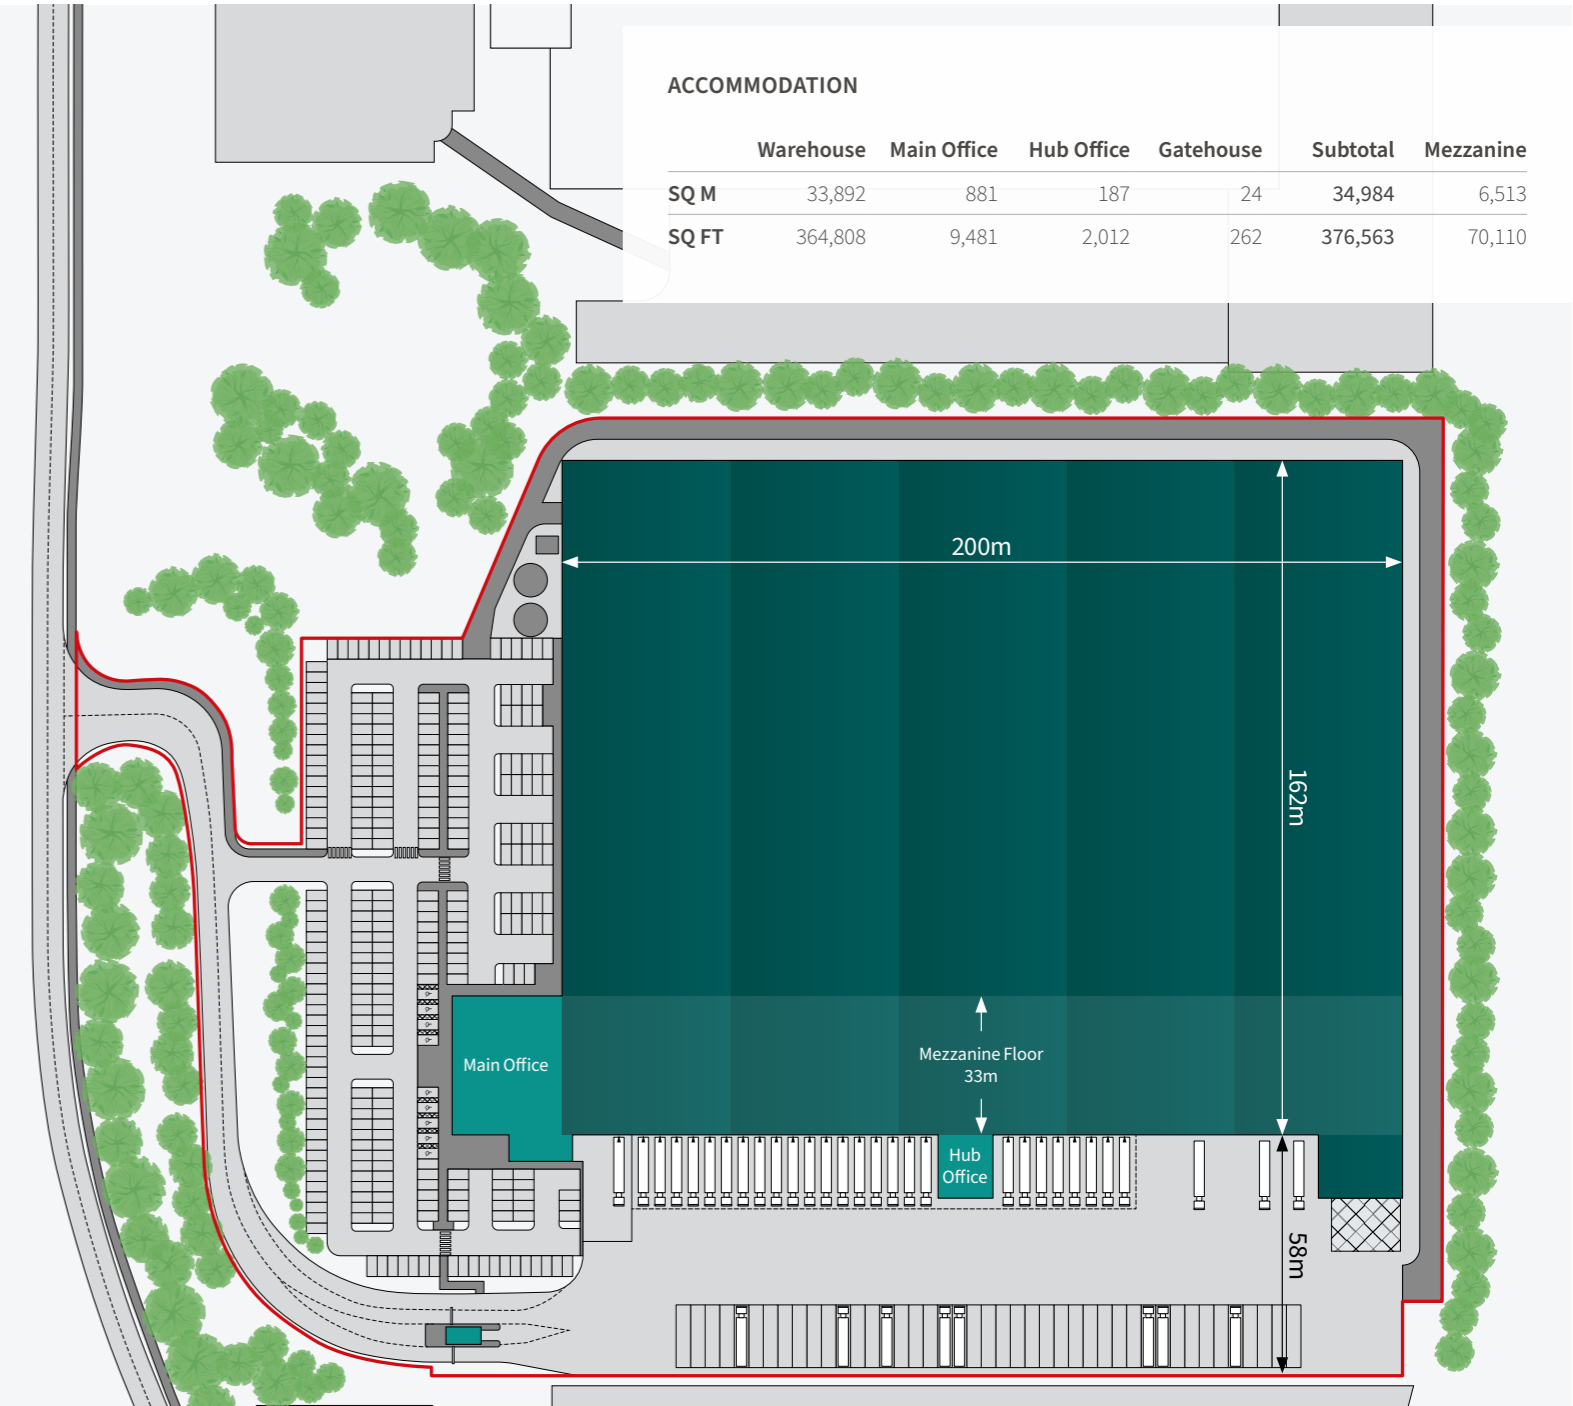 ACCOMMODATION
Warehouse Main Office Hub Office Gatehouse Subtotal Mezzanine
SQ M 33,892 881 187 24 34,984 6,513
SQ FT 364,808 9,481 2,012 262 376,563 70,110
200m
162m
Mezzanine Floor
33m
Main Office
Hub
Office
58m